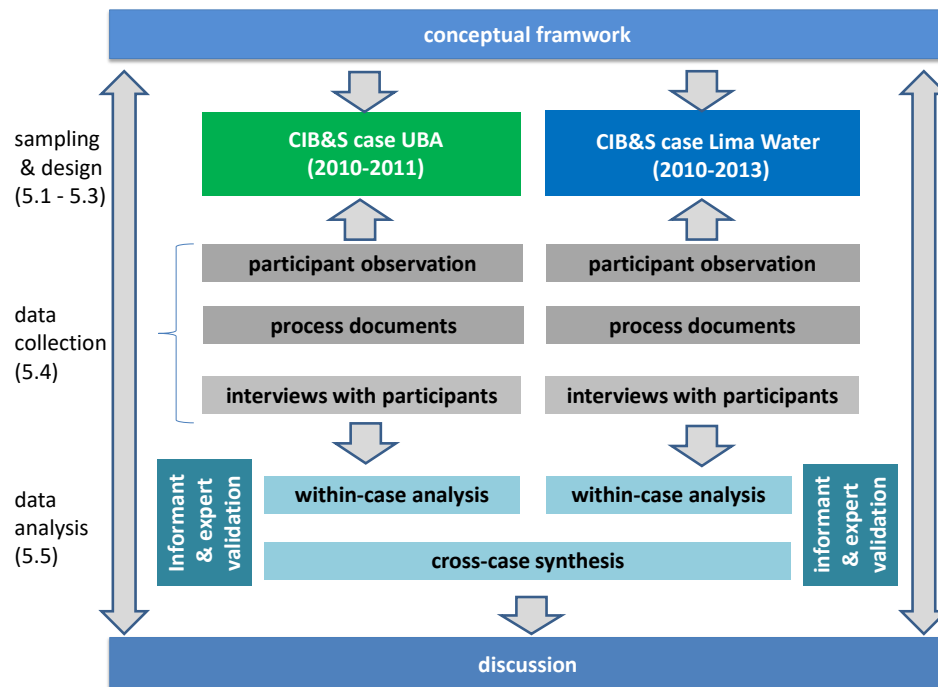 conceptual framwork
sampling
& design
(5.1 - 5.3)
CIB&S case UBA
(2010-2011)
CIB&S case Lima Water
(2010-2013)
data
collection
(5.4)
participant observation
participant observation
process documents
process documents
interviews with participants
interviews with participants
data
analysis
(5.5)
Informant
& expert
validation
within-case analysis
within-case analysis
informant
& expert
validation
cross-case synthesis
discussion